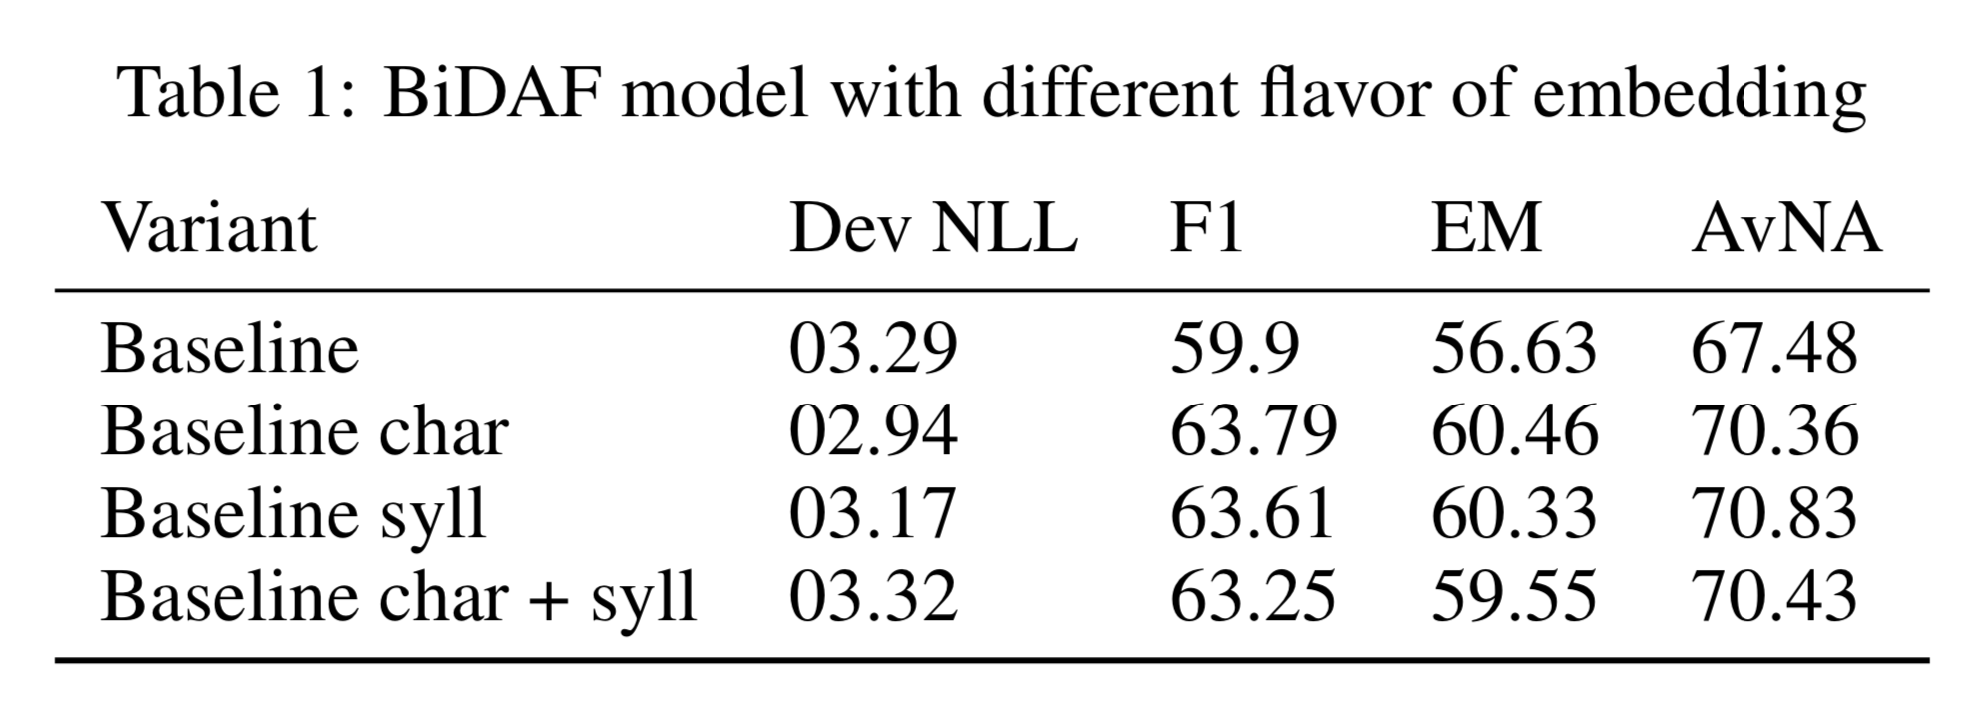 Table 1: BiDAF model with different flavor of embedding
Variant Dev NLL F1 EM AvNA
Baseline 03.29 59.9 56.63 67.48
Baseline char 02.94 63.79 60.46 70.36
Baseline syll 03.17 63.61 60.33 70.83
Baseline char + syll 03.32 63.25 59.55 70.43